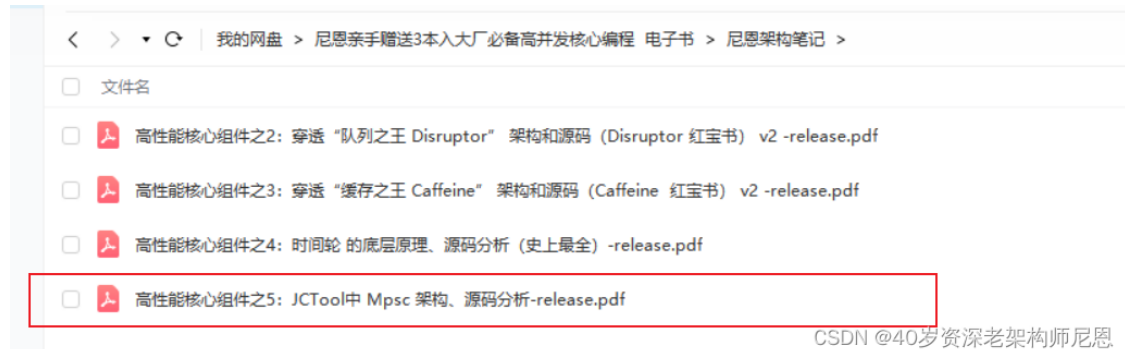 我的网盘 > 尼恩亲手赠送3本入大厂必备高并发核心编程 电子书 > 尼恩架构笔记 >
文件名
高性能核心组件之2：穿透“队列之王 Disruptor” 架构和源码（Disruptor 红宝书） v2 -release.pdf
高性能核心组件之3：穿透“缓存之王 Caffeine” 架构和源码（Caffeine 红宝书） v2 -release.pdf
高性能核心组件之4：时间轮 的底层原理、源码分析（史上最全）-release.pdf
高性能核心组件之5：JCTool中 Mpsc 架构、源码分析-release.pdf
CSDN @40岁资深老架构师尼恩